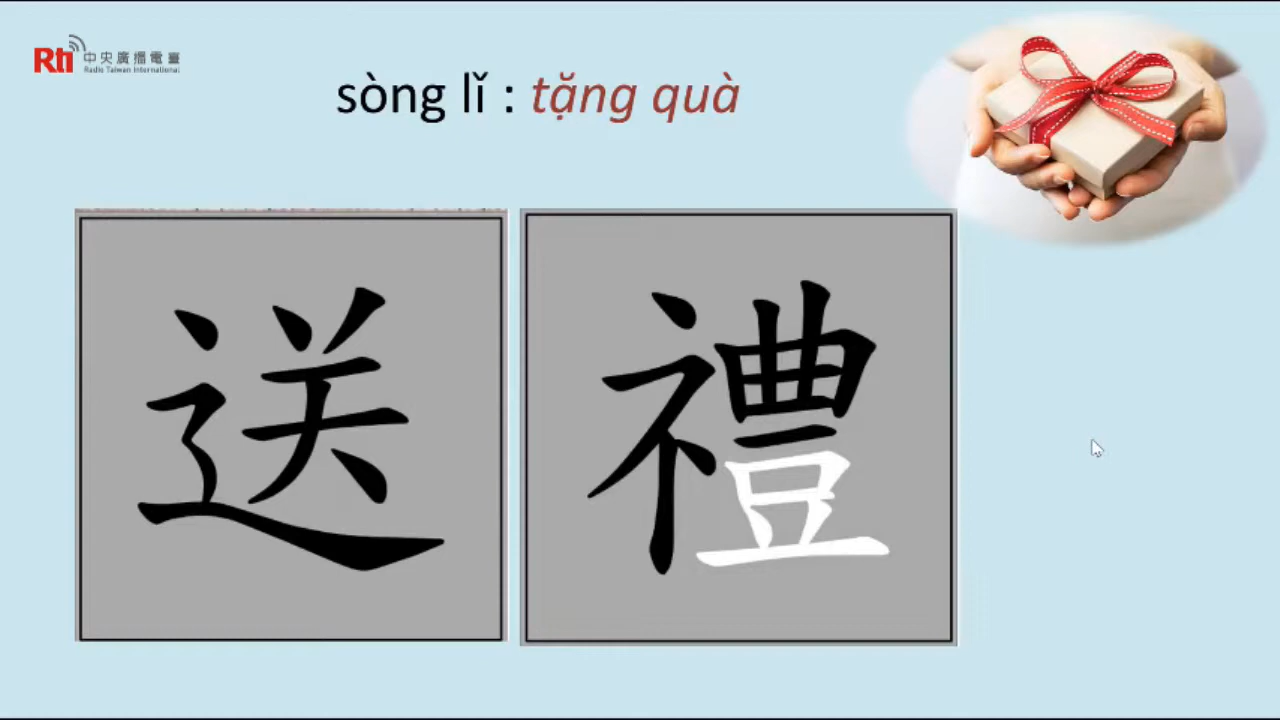 Rti 中央廣播電臺
Radio Taiwan International
sòng lǐ : tặng quà
送 禮